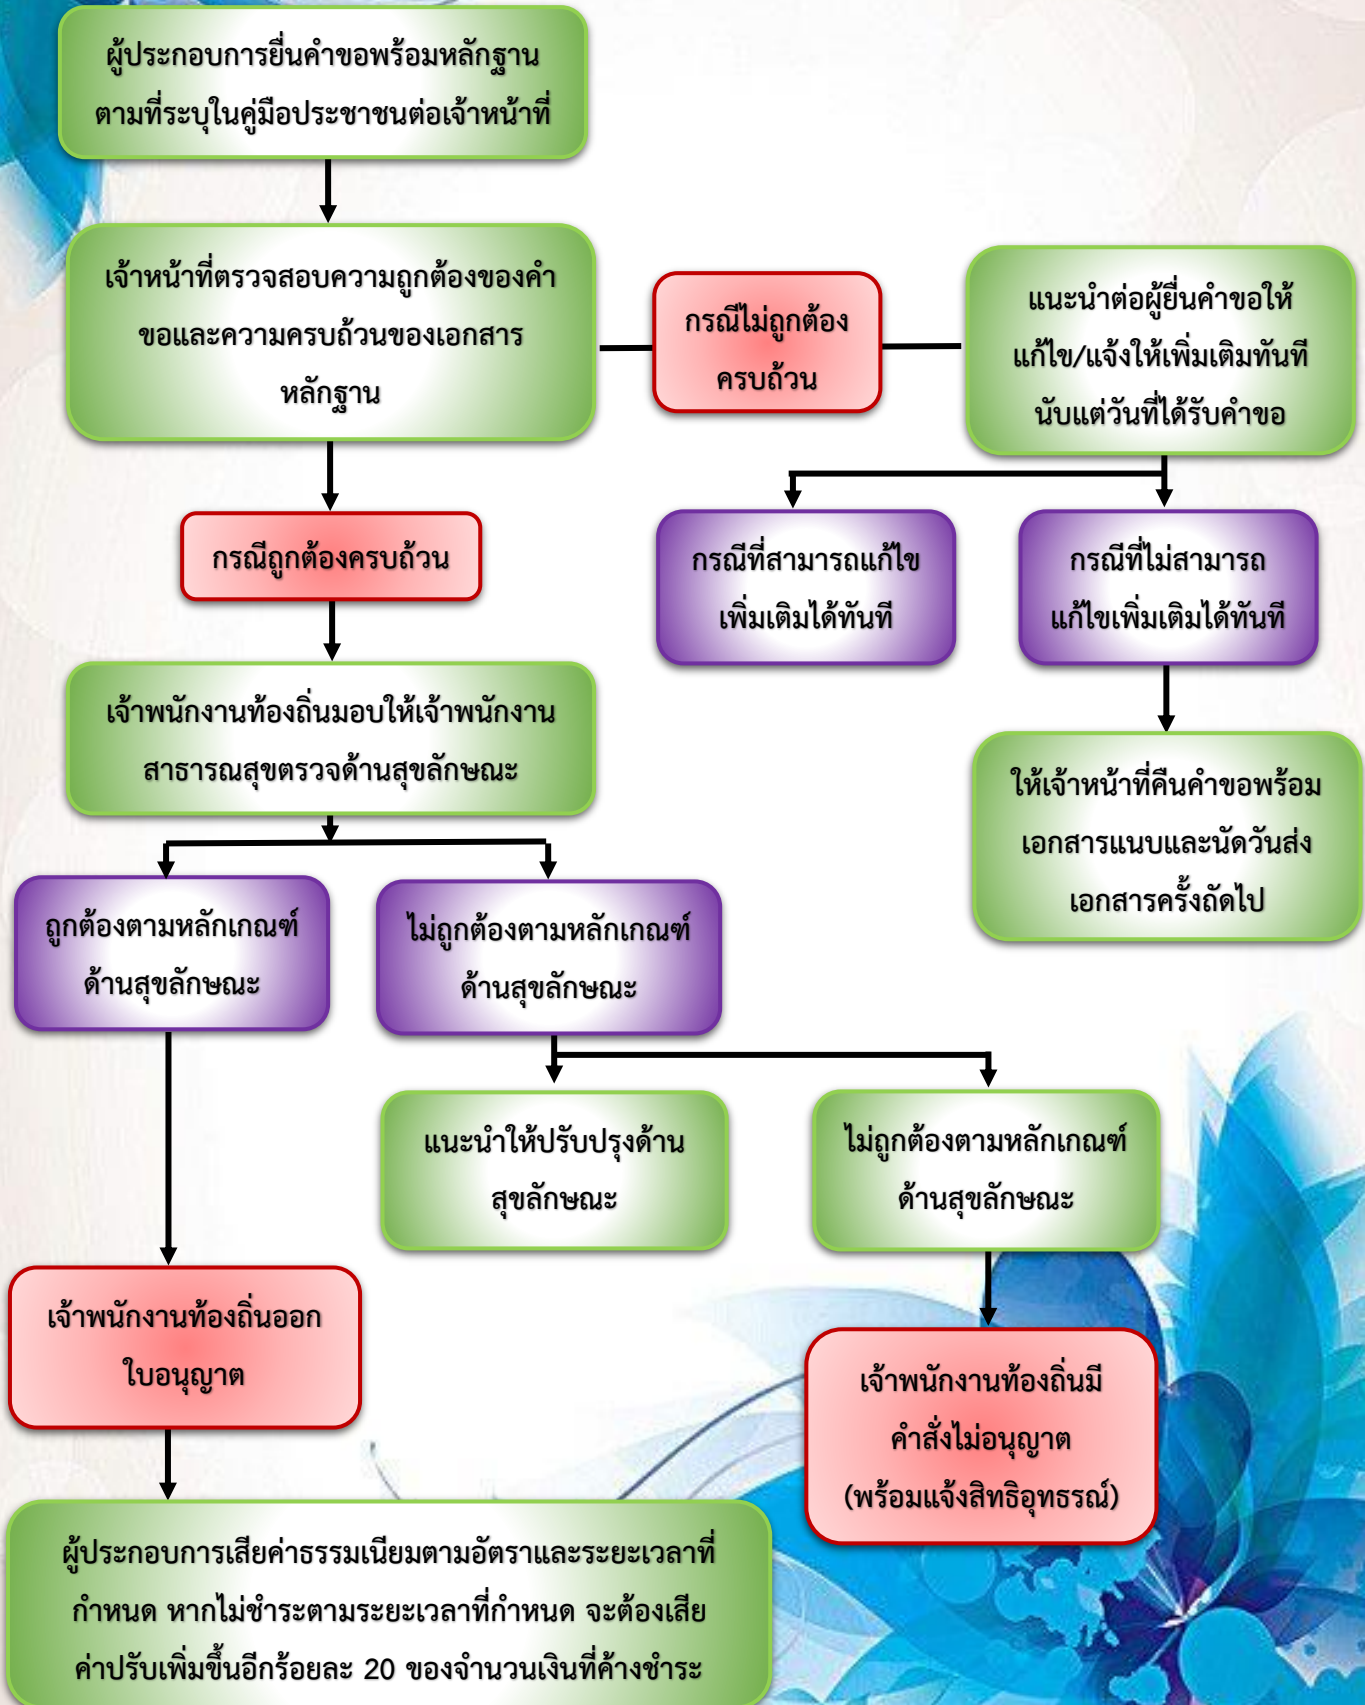 ผู้ประกอบการยื่นคำขอพร้อมหลักฐาน
ตามที่ระบุในคู่มือประชาชนต่อเจ้าหน้าที่
เจ้าหน้าที่ตรวจสอบความถูกต้องของคำ
ขอและความครบถ้วนของเอกสาร
หลักฐาน
กรณีไม่ถูกต้อง
ครบถ้วน
แนะนำต่อผู้ยื่นคำขอให้
แก้ไข/แจ้งให้เพิ่มเติมทันที
นับแต่วันที่ได้รับคำขอ
กรณีถูกต้องครบถ้วน
กรณีที่สามารถแก้ไข
เพิ่มเติมได้ทันที
กรณีที่ไม่สามารถ
แก้ไขเพิ่มเติมได้ทันที
เจ้าพนักงานท้องถิ่นมอบให้เจ้าพนักงาน
สาธารณสุขตรวจด้านสุขลักษณะ
ให้เจ้าหน้าที่คืนคำขอพร้อม
เอกสารแนบและนัดวันส่ง
เอกสารครั้งถัดไป
ถูกต้องตามหลักเกณฑ์
ด้านสุขลักษณะ
ไม่ถูกต้องตามหลักเกณฑ์
ด้านสุขลักษณะ
แนะนำให้ปรับปรุงด้าน
สุขลักษณะ
ไม่ถูกต้องตามหลักเกณฑ์
ด้านสุขลักษณะ
เจ้าพนักงานท้องถิ่นออก
ใบอนุญาต
เจ้าพนักงานท้องถิ่นมี
คำสั่งไม่อนุญาต
(พร้อมแจ้งสิทธิอุทธรณ์)
ผู้ประกอบการเสียค่าธรรมเนียมตามอัตราและระยะเวลาที่
กำหนด หากไม่ชำระตามระยะเวลาที่กำหนด จะต้องเสีย
ค่าปรับเพิ่มขึ้นอีกร้อยละ 20 ของจำนวนเงินที่ค้างชำระ